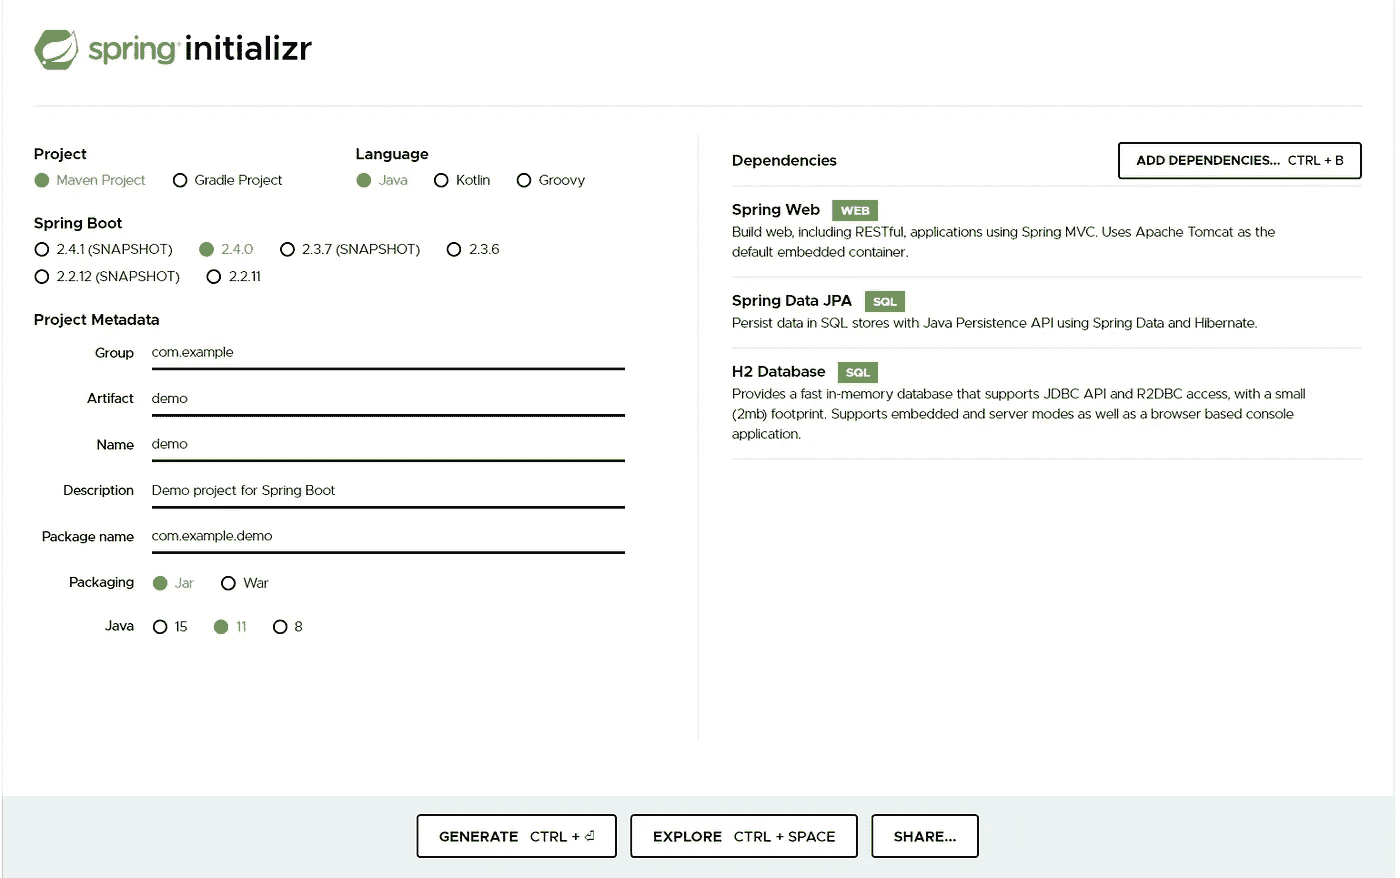 spring initializr
Project
Maven Project Gradle Project
Language
Java Kotlin Groovy
Spring Boot
2.4.1 (SNAPSHOT) 2.4.0 2.3.7 (SNAPSHOT) 2.3.6
2.2.12 (SNAPSHOT) 2.2.11
Project Metadata
Group com.example
Artifact demo
Name demo
Description Demo project for Spring Boot
Package name com.example.demo
Packaging Jar War
Java 15 11 8
Dependencies
ADD DEPENDENCIES... CTRL + B
Spring Web WEB
Build web, including RESTful, applications using Spring MVC. Uses Apache Tomcat as the
default embedded container.
Spring Data JPA SQL
Persist data in SQL stores with Java Persistence API using Spring Data and Hibernate.
H2 Database SQL
Provides a fast in-memory database that supports JDBC API and R2DBC access, with a small
(2mb) footprint. Supports embedded and server modes as well as a browser based console
application.
GENERATE CTRL + ⏎
EXPLORE CTRL + SPACE
SHARE...